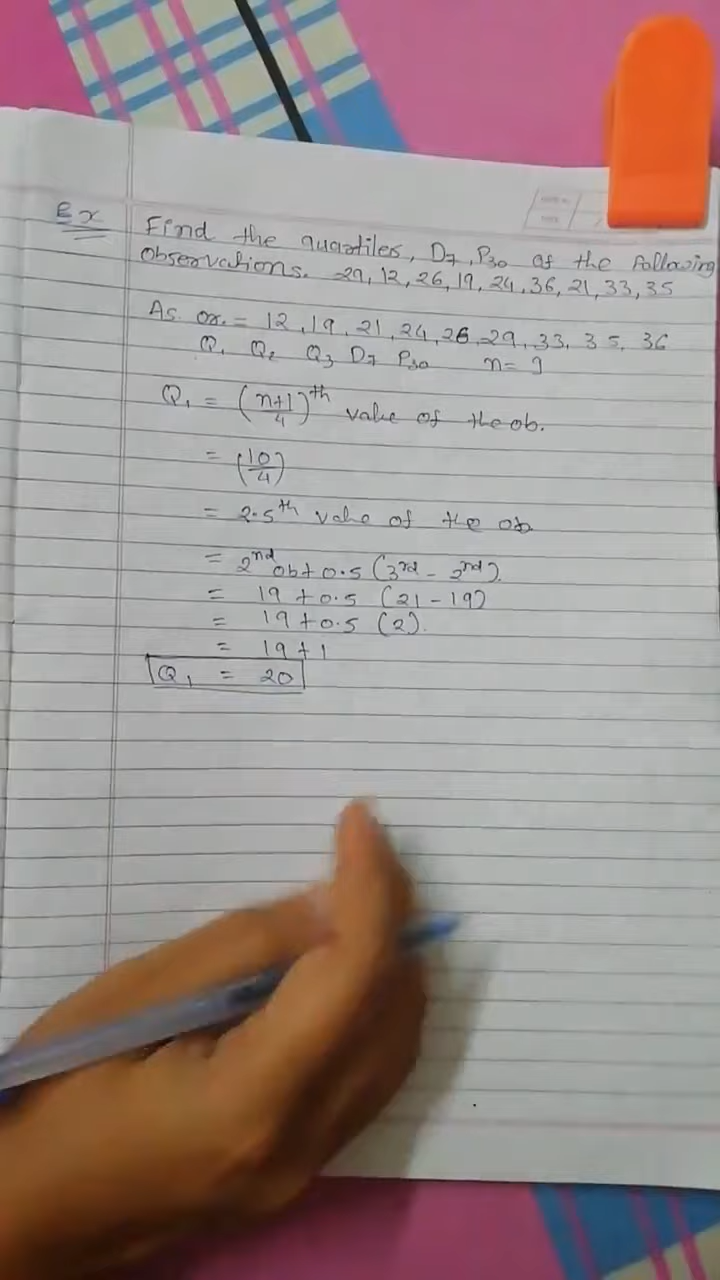 Ex Find the quartiles, D7, P30 of the following
observations. 29, 12, 26, 19, 24, 36, 21, 33, 35
As. or. = 12, 19, 21, 24, 26, 29, 33, 35, 36
Q1 Q2 Q3 D7 P30 n = 9
Q1 = (n+1/4)th value of the ob.
= (10/4)
= 2.5th value of the ob
= 2nd ob + 0.5 (3rd - 2nd).
= 19 + 0.5 (21 - 19)
= 19 + 0.5 (2).
= 19 + 1
Q1 = 20